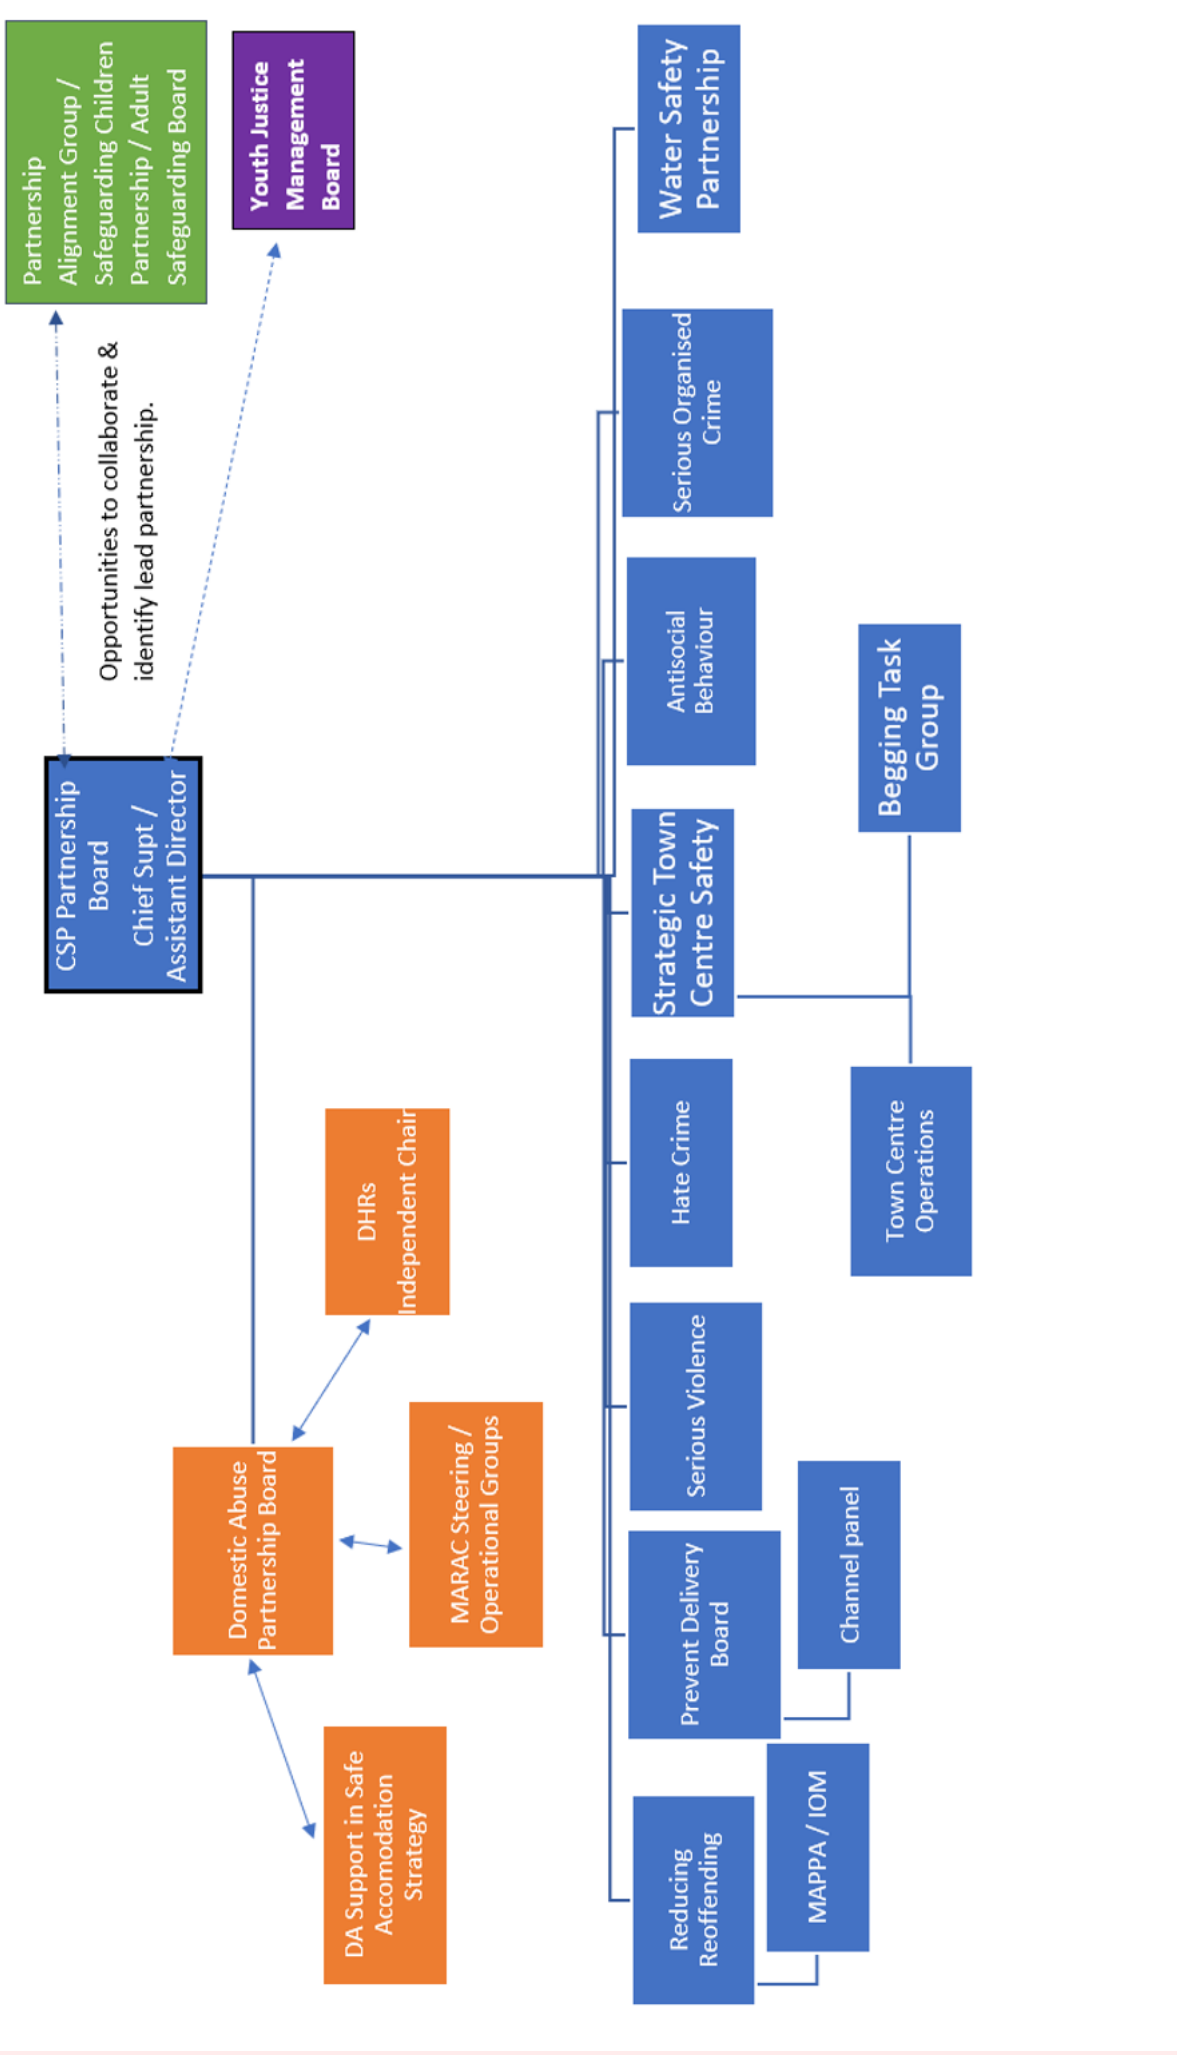 CSP Partnership
Board
Chief Supt /
Assistant Director
Opportunities to collaborate &
identify lead partnership.
Partnership
Alignment Group /
Safeguarding Children
Partnership / Adult
Safeguarding Board
Youth Justice
Management
Board
Domestic Abuse
Partnership Board
DA Support in Safe
Accomodation
Strategy
MARAC Steering /
Operational Groups
DHRs
Independent Chair
Reducing
Reoffending
Prevent Delivery
Board
Serious Violence
Hate Crime
Strategic Town
Centre Safety
Antisocial
Behaviour
Serious Organised
Crime
Water Safety
Partnership
MAPPA / IOM
Channel panel
Town Centre
Operations
Begging Task
Group